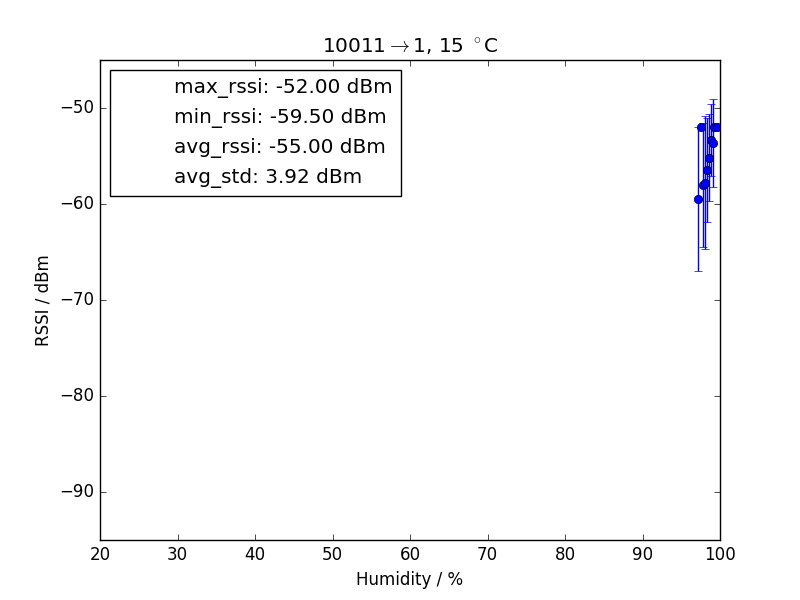 10011→1, 15 °C
max_rssi: -52.00 dBm
min_rssi: -59.50 dBm
avg_rssi: -55.00 dBm
avg_std: 3.92 dBm
−50
−60
−70
−80
−90
RSSI / dBm
20 30 40 50 60 70 80 90 100
Humidity / %